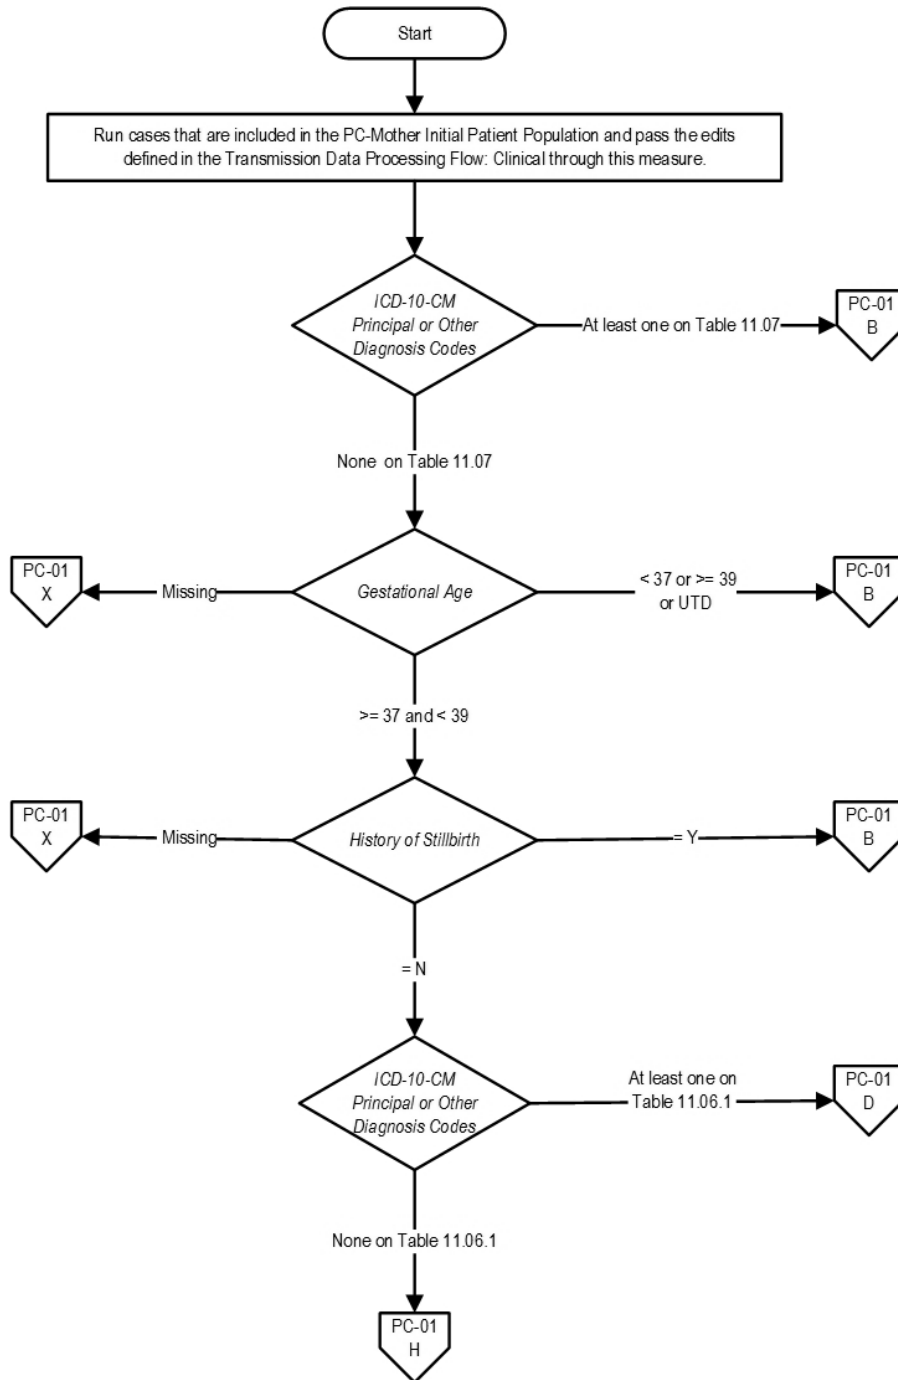 Start
Run cases that are included in the PC-Mother Initial Patient Population and pass the edits
defined in the Transmission Data Processing Flow: Clinical through this measure.
ICD-10-CM
Principal or Other
Diagnosis Codes
At least one on Table 11.07
PC-01
B
None on Table 11.07
PC-01
X
Missing
Gestational Age
< 37 or >= 39
or UTD
PC-01
B
>= 37 and < 39
PC-01
X
Missing
History of Stillbirth
= Y
PC-01
B
= N
ICD-10-CM
Principal or Other
Diagnosis Codes
At least one on
Table 11.06.1
PC-01
D
None on Table 11.06.1
PC-01
H